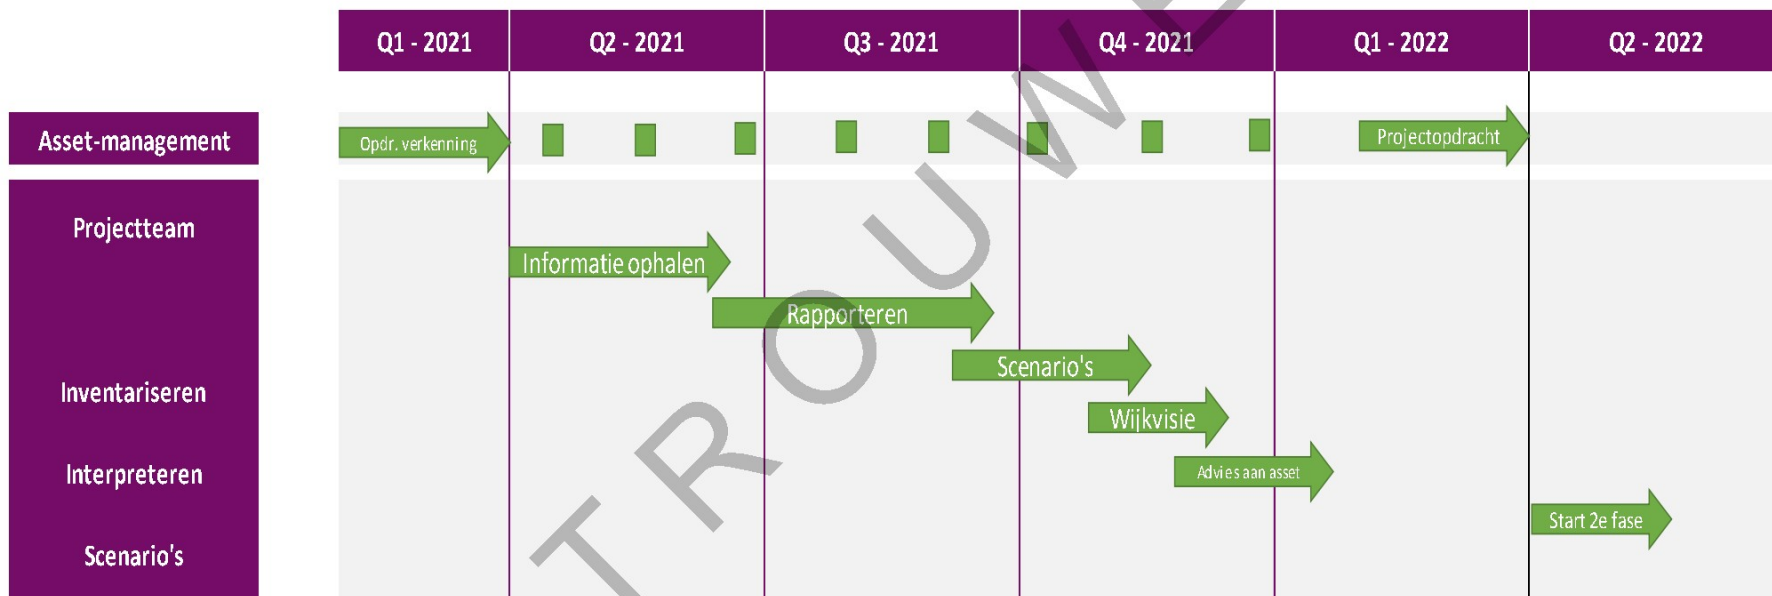 Q1 - 2021
Q2 - 2021
Q3 - 2021
Q4 - 2021
Q1 - 2022
Q2 - 2022
Asset-management
Opdr. verkenning
Projectopdracht
Projectteam
Informatie ophalen
Rapporteren
Scenario's
Inventariseren
Wijkvisie
Interpreteren
Advies aan asset
Start 2e fase
Scenario's
TROUWE